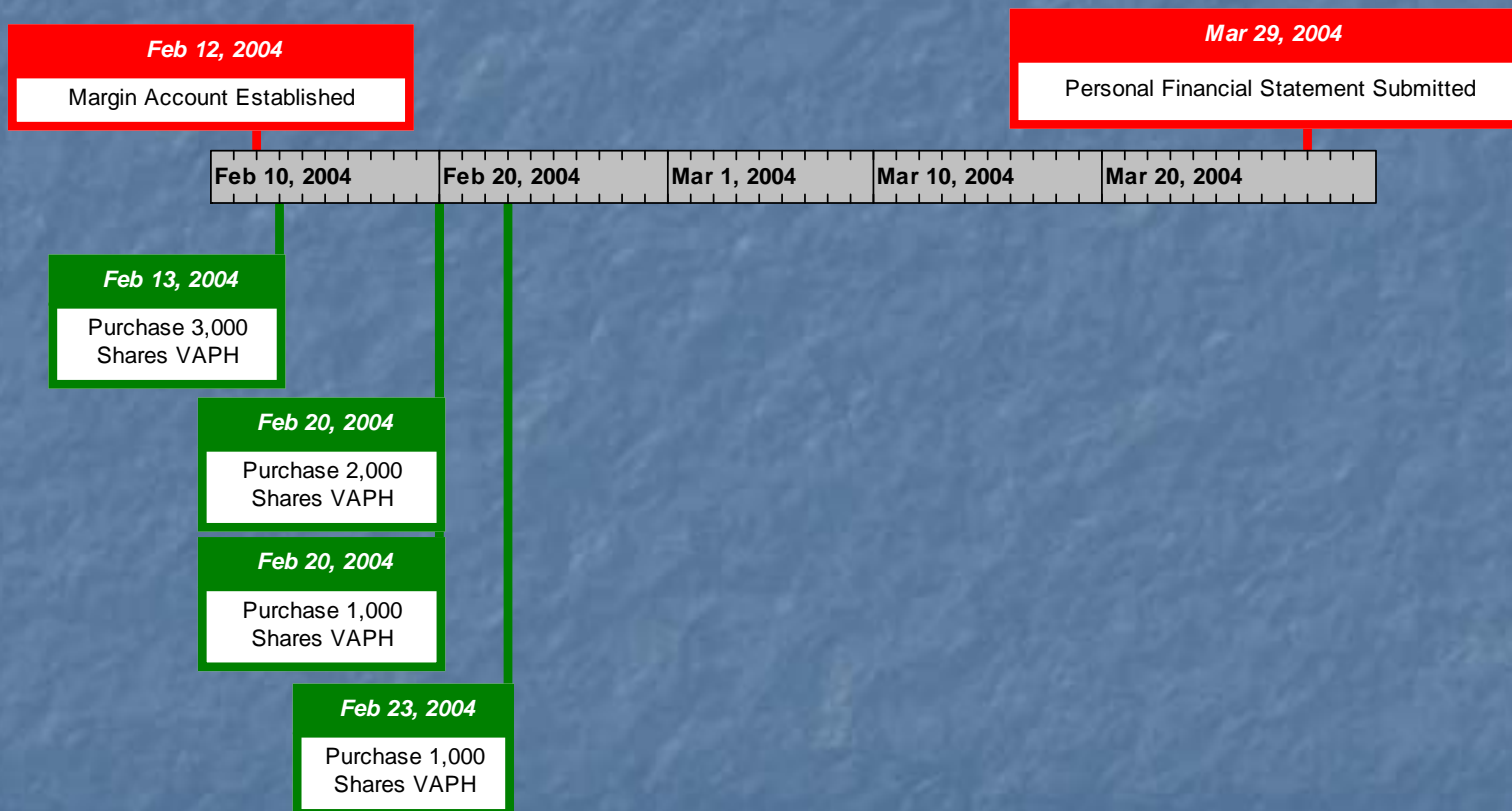 Feb 12, 2004
Margin Account Established
Mar 29, 2004
Personal Financial Statement Submitted
Feb 10, 2004
Feb 20, 2004
Mar 1, 2004
Mar 10, 2004
Mar 20, 2004
Feb 13, 2004
Purchase 3,000
Shares VAPH
Feb 20, 2004
Purchase 2,000
Shares VAPH
Feb 20, 2004
Purchase 1,000
Shares VAPH
Feb 23, 2004
Purchase 1,000
Shares VAPH